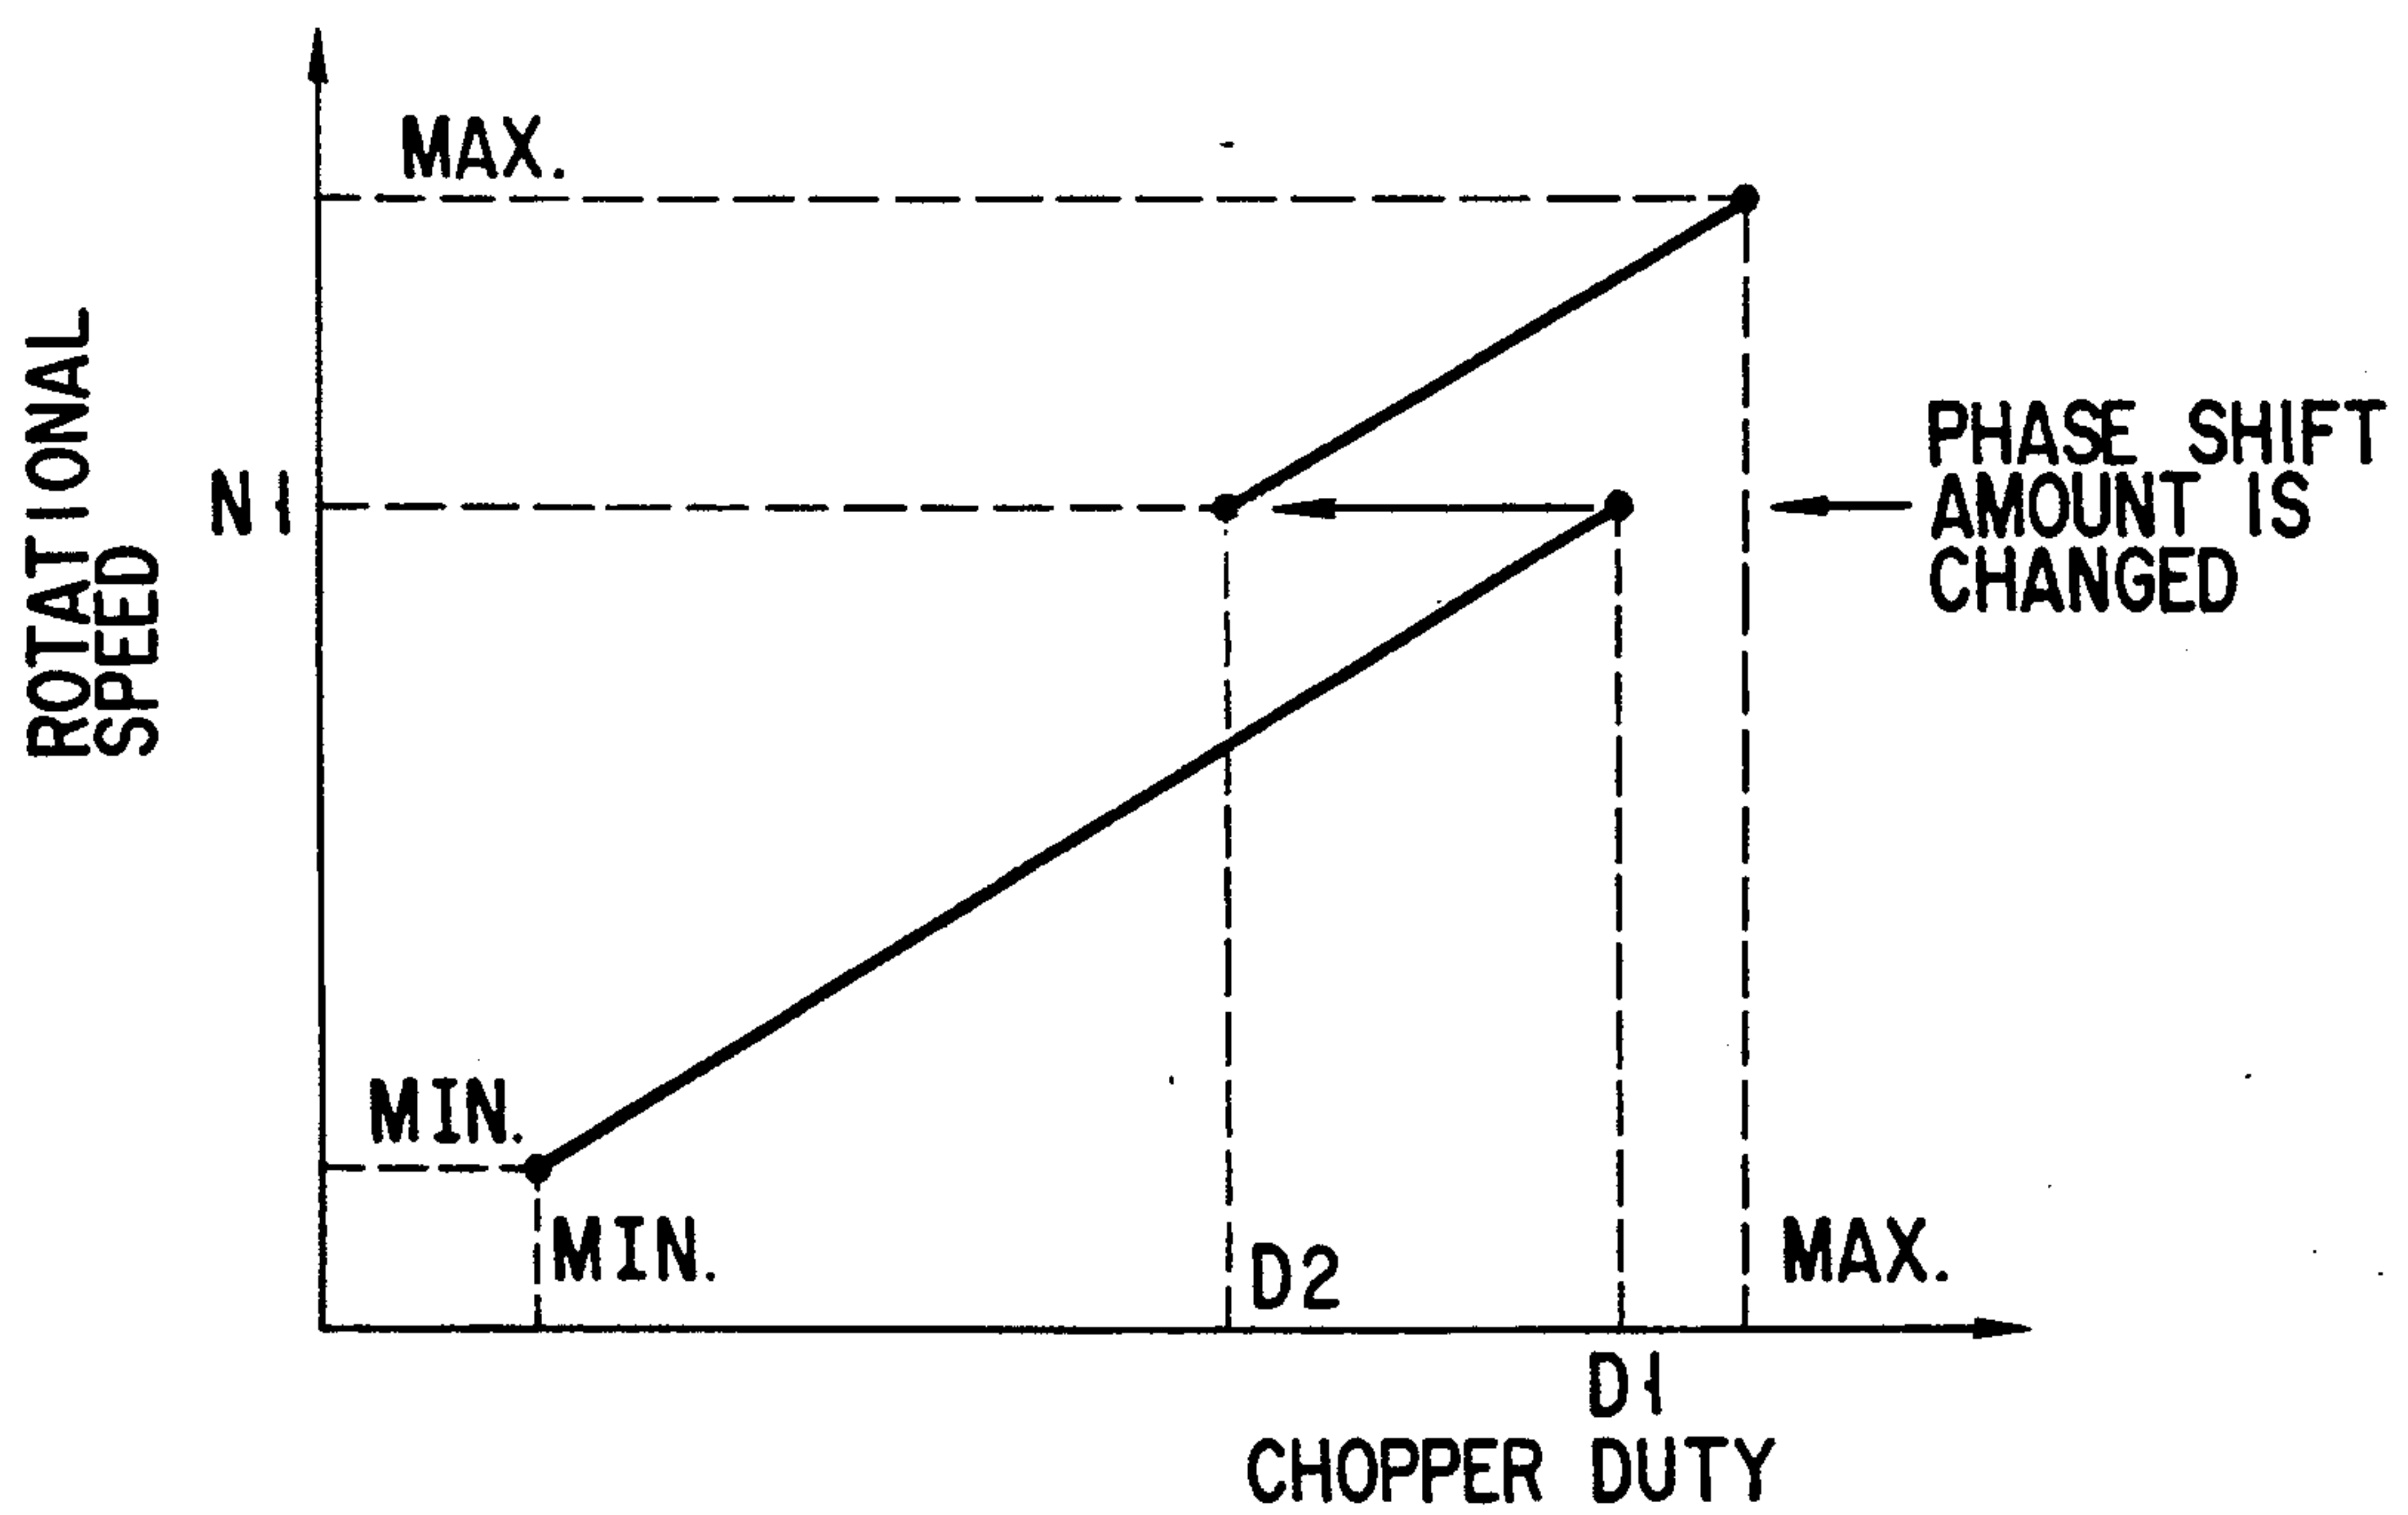 MAX.
ROTATIONAL
SPEED
N1
PHASE SHIFT
AMOUNT IS
CHANGED
MIN.
MIN.
D2
MAX.
D1
CHOPPER DUTY